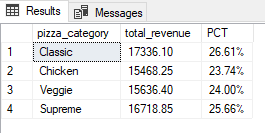 Results Messages
pizza_category total_revenue PCT
1 Classic 17336.10 26.61%
2 Chicken 15468.25 23.74%
3 Veggie 15636.40 24.00%
4 Supreme 16718.85 25.66%